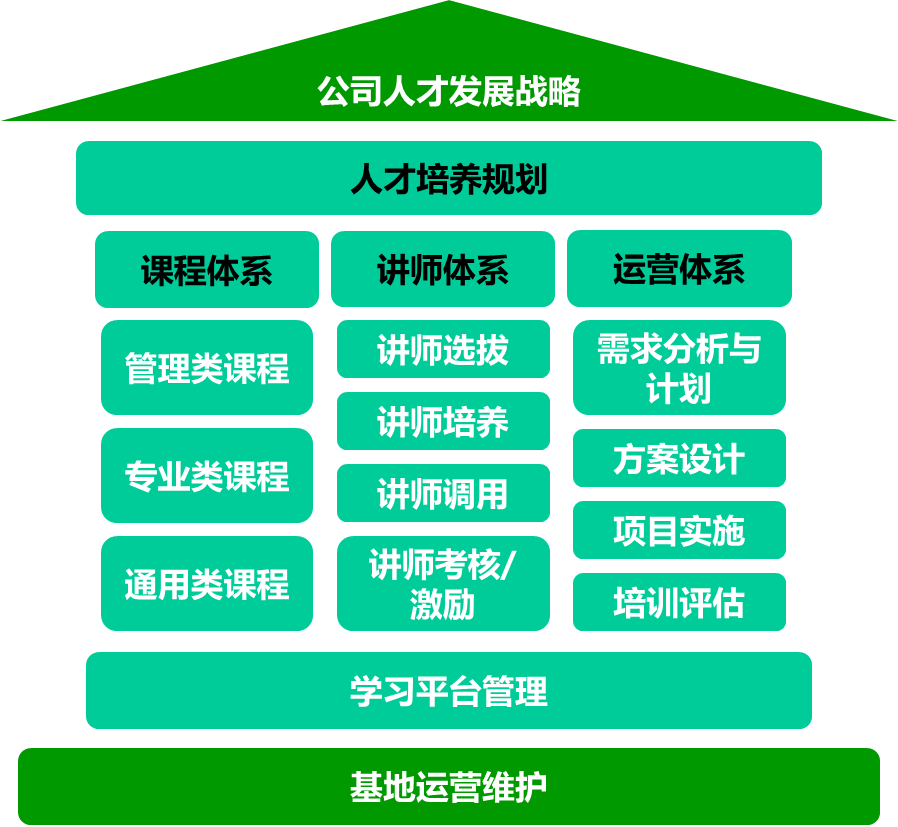 公司人才发展战略
人才培养规划
课程体系
管理类课程
专业类课程
通用类课程
讲师体系
讲师选拔
讲师培养
讲师调用
讲师考核/
激励
运营体系
需求分析与
计划
方案设计
项目实施
培训评估
学习平台管理
基地运营维护